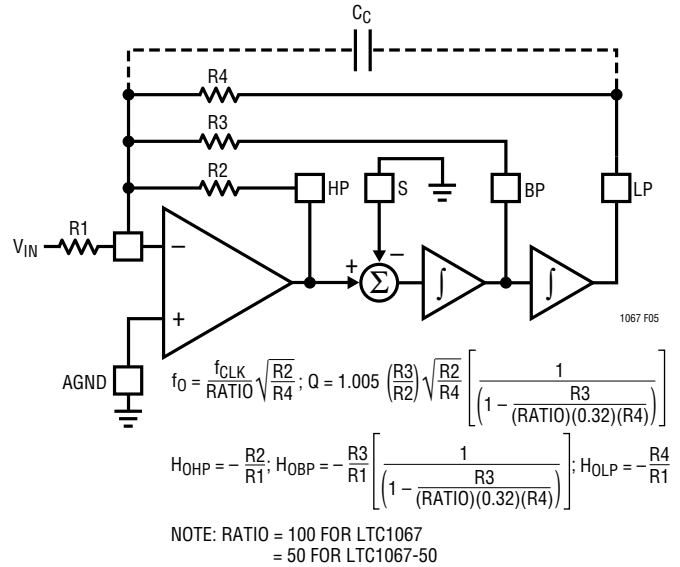 C_C
R4
R3
R2
HP
S
BP
LP
R1
V_IN
−
+
+
−
Σ
∫
∫
AGND
1067 F05
f_O = f_CLK/RATIO √(R2/R4); Q = 1.005 (R3/R2) √(R2/R4) [1/(1 − R3/((RATIO)(0.32)(R4)))]
H_OHP = −R2/R1; H_OBP = −R3/R1 [1/(1 − R3/((RATIO)(0.32)(R4)))]; H_OLP = −R4/R1
NOTE: RATIO = 100 FOR LTC1067
= 50 FOR LTC1067-50